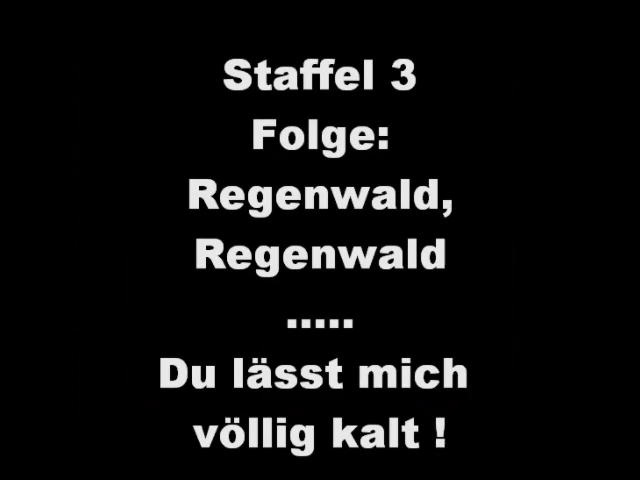 Staffel 3
Folge:
Regenwald,
Regenwald
.....
Du lässt mich
völlig kalt !